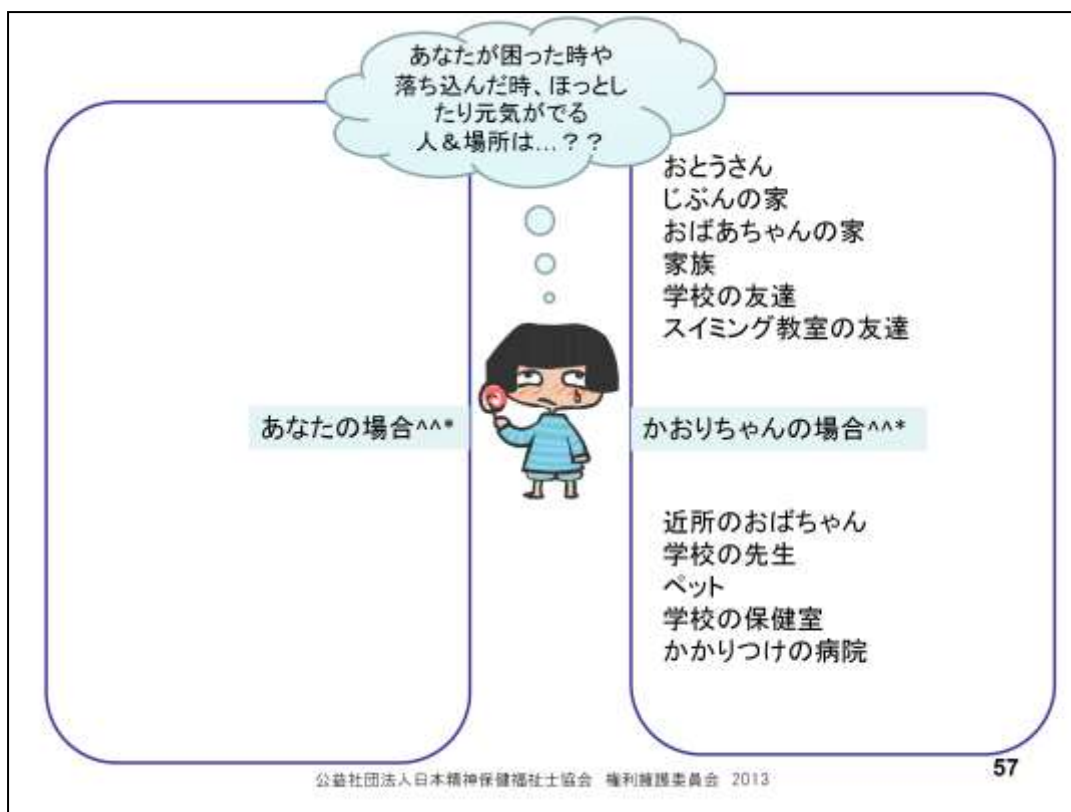 あなたが困った時や
落ち込んだ時、ほっとし
たり元気がでる
人＆場所は…？？
あなたの場合^^*
おとうさん
じぶんの家
おばあちゃんの家
家族
学校の友達
スイミング教室の友達
かおりちゃんの場合^^*
近所のおばちゃん
学校の先生
ペット
学校の保健室
かかりつけの病院
公益社団法人日本精神保健福祉士協会　権利擁護委員会　2013
57